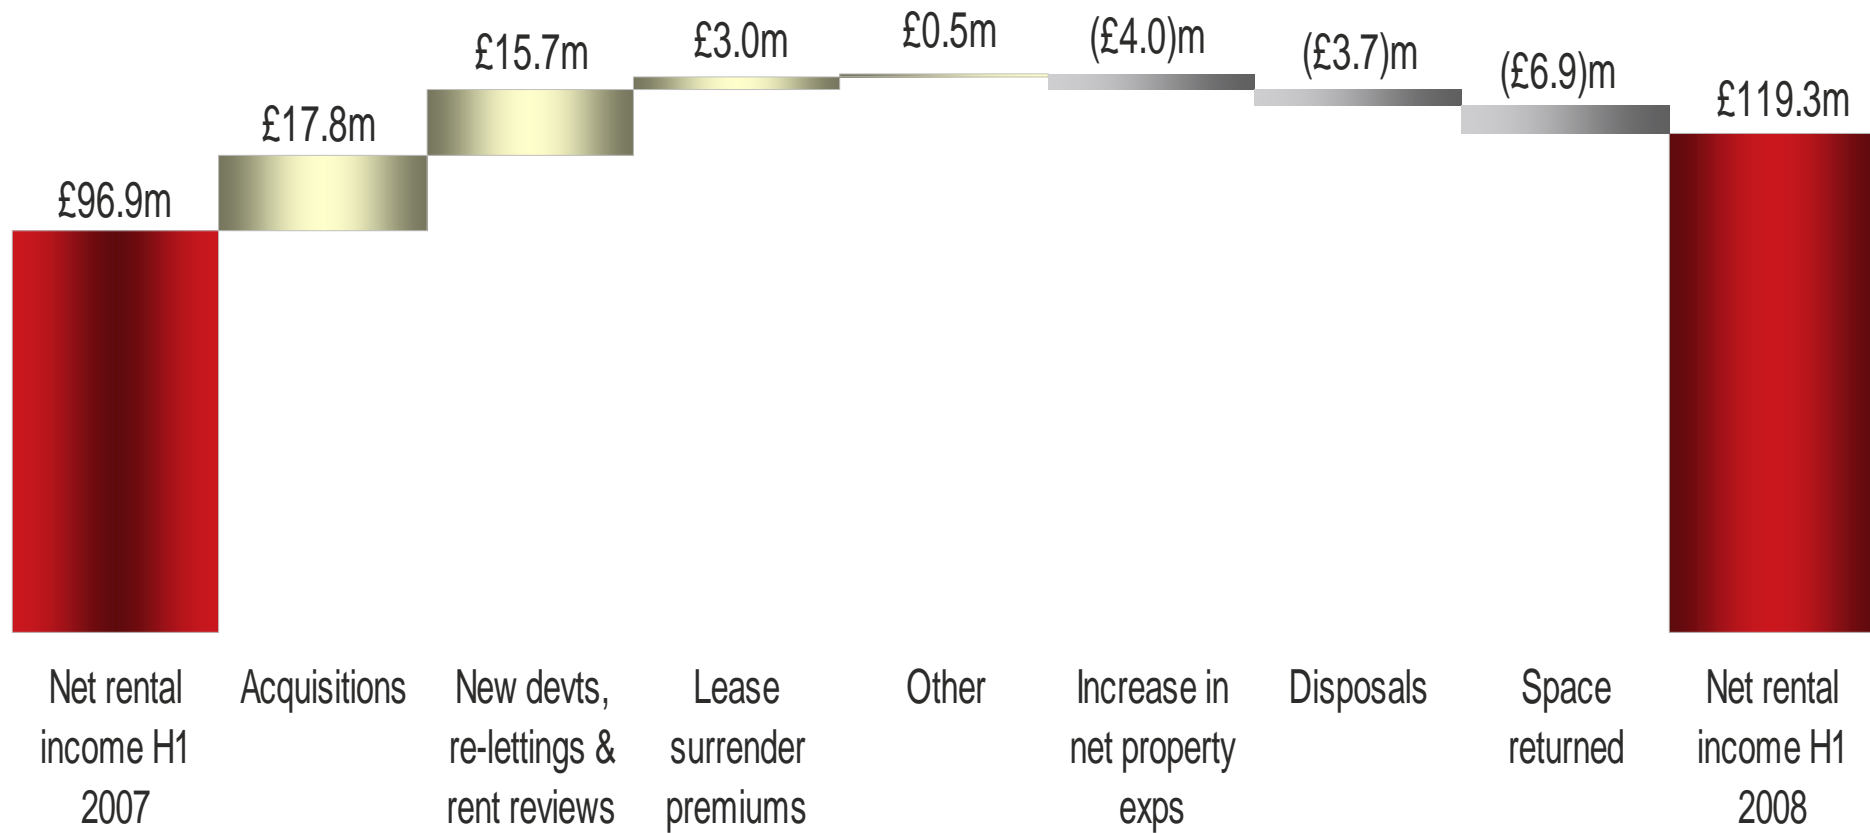 £96.9m
£17.8m
£15.7m
£3.0m
£0.5m
(£4.0)m
(£3.7)m
(£6.9)m
£119.3m
Net rental
income H1
2007
Acquisitions
New devts,
re-lettings &
rent reviews
Lease
surrender
premiums
Other
Increase in
net property
exps
Disposals
Space
returned
Net rental
income H1
2008